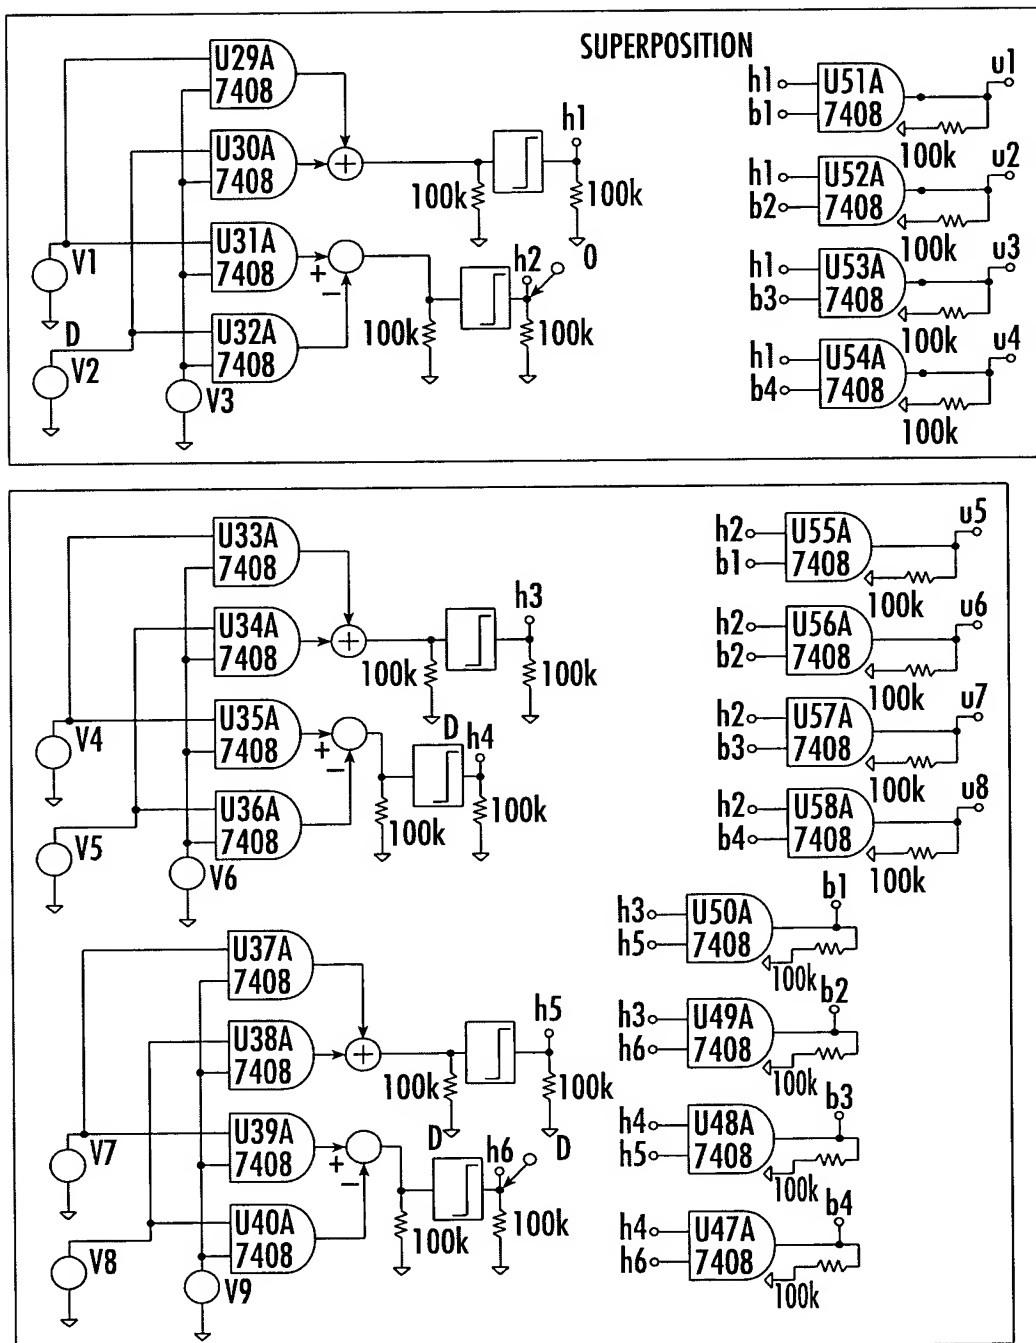 SUPERPOSITION
U29A
7408
U30A
7408
h1
100k
100k
U31A
7408
V1
+
−
h2
0
100k
100k
U32A
7408
D
V2
V3
h1
b1
U51A
7408
u1
100k
h1
b2
U52A
7408
u2
100k
h1
b3
U53A
7408
u3
100k
h1
b4
U54A
7408
u4
100k
U33A
7408
U34A
7408
h3
100k
100k
U35A
7408
V4
+
−
D
h4
100k
100k
U36A
7408
V5
V6
h2
b1
U55A
7408
u5
100k
h2
b2
U56A
7408
u6
100k
h2
b3
U57A
7408
u7
100k
h2
b4
U58A
7408
u8
100k
U37A
7408
U38A
7408
h5
100k
100k
U39A
7408
V7
+
−
D
h6
D
100k
100k
U40A
7408
V8
V9
h3
h5
U50A
7408
b1
100k
h3
h6
U49A
7408
b2
100k
h4
h5
U48A
7408
b3
100k
h4
h6
U47A
7408
b4
100k